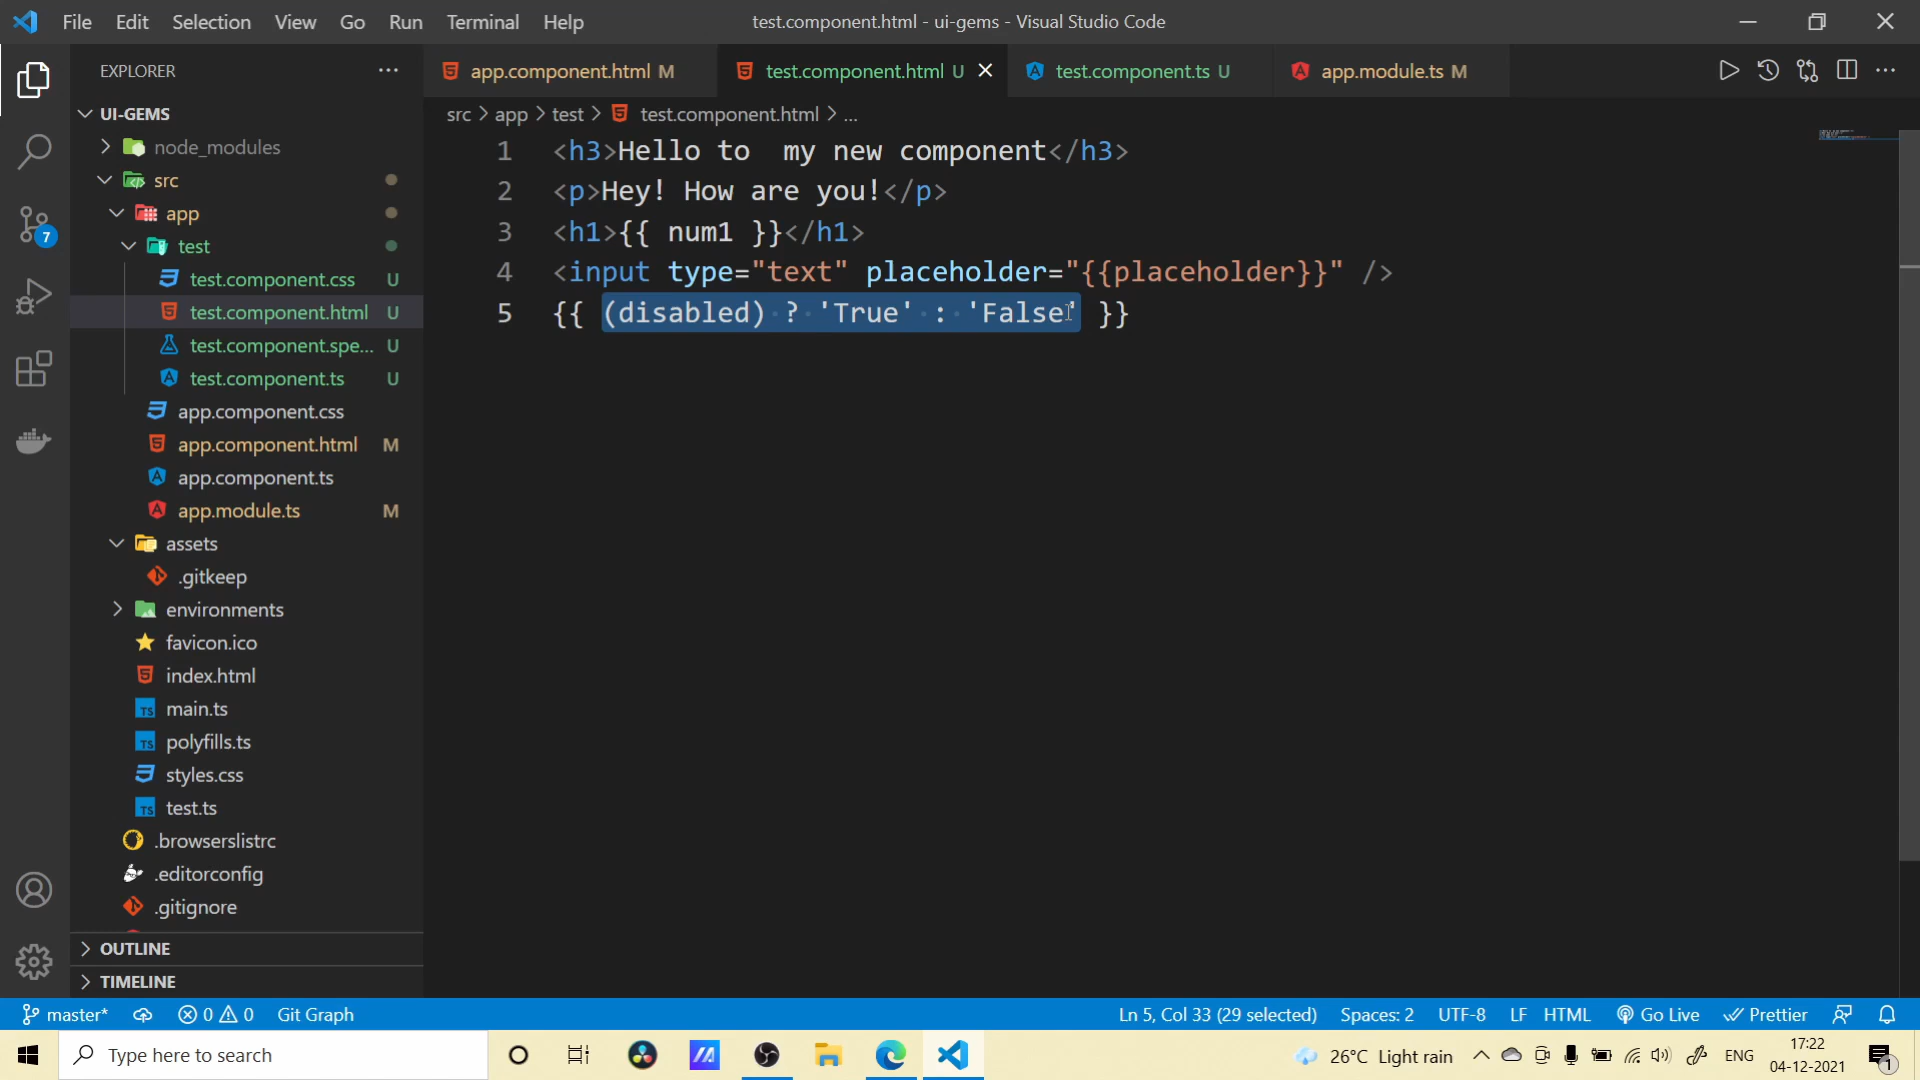 File Edit Selection View Go Run Terminal Help
test.component.html - ui-gems - Visual Studio Code
EXPLORER
app.component.html M
test.component.html U
test.component.ts U
app.module.ts M
UI-GEMS
src > app > test > test.component.html > ...
node_modules
src
app
test
test.component.css U
test.component.html U
test.component.spe... U
test.component.ts U
app.component.css
app.component.html M
app.component.ts
app.module.ts M
assets
.gitkeep
environments
favicon.ico
index.html
main.ts
polyfills.ts
styles.css
test.ts
.browserslistrc
.editorconfig
.gitignore
OUTLINE
TIMELINE
1 <h3>Hello to  my new component</h3>
2 <p>Hey! How are you!</p>
3 <h1>{{ num1 }}</h1>
4 <input type="text" placeholder="{{placeholder}}" />
5 {{ (disabled) ? 'True' : 'False' }}
7
master* 0 0 Git Graph
Ln 5, Col 33 (29 selected) Spaces: 2 UTF-8 LF HTML Go Live Prettier
Type here to search
26°C Light rain
ENG
17:22
04-12-2021
1